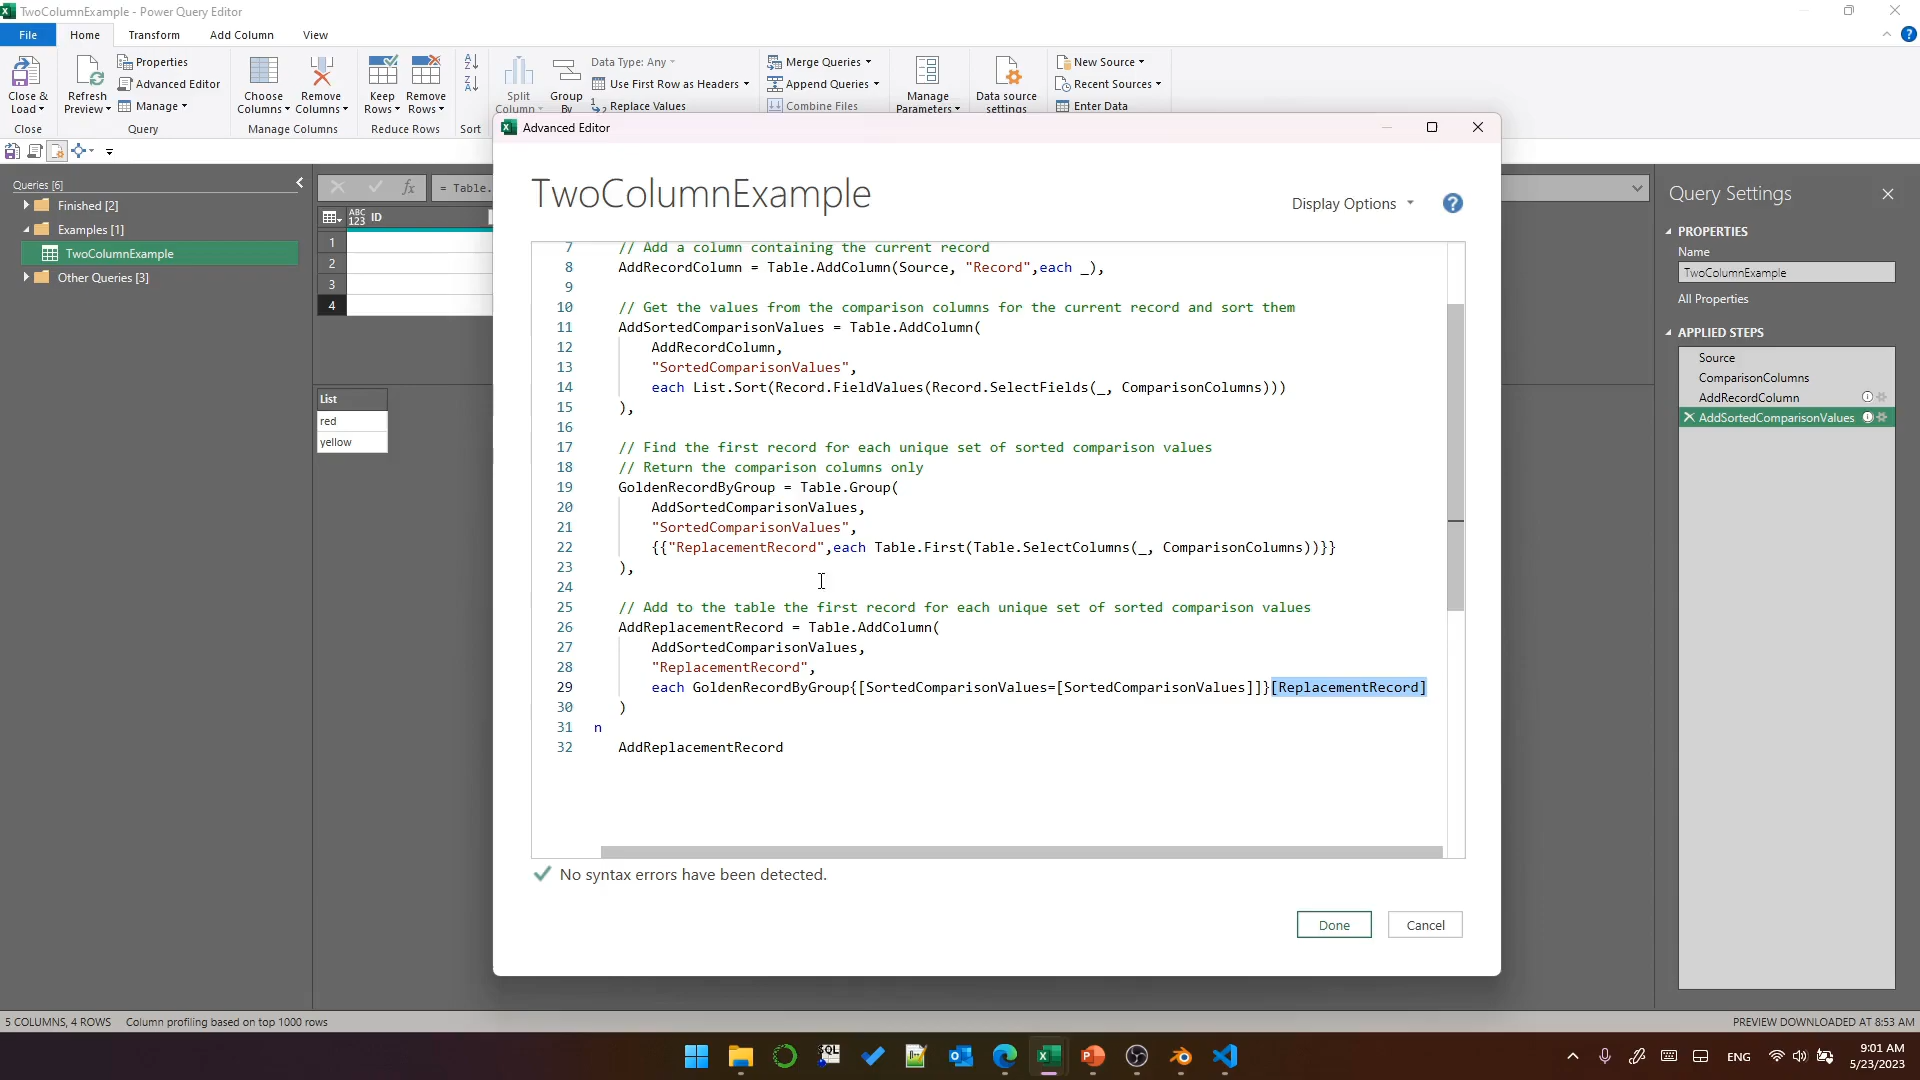 TwoColumnExample - Power Query Editor
File Home Transform Add Column View
Close & Load
Close
Refresh Preview
Properties
Advanced Editor
Manage
Query
Choose Columns
Remove Columns
Manage Columns
Keep Rows
Remove Rows
Reduce Rows
Sort
Split Column
Group By
Data Type: Any
Use First Row as Headers
Replace Values
Merge Queries
Append Queries
Combine Files
Manage Parameters
Data source settings
New Source
Recent Sources
Enter Data
Queries [6]
Finished [2]
Examples [1]
TwoColumnExample
Other Queries [3]
fx = Table.
ABC 123 ID
1
2
3
4
List
red
yellow
Advanced Editor
TwoColumnExample
Display Options
7 // Add a column containing the current record
8 AddRecordColumn = Table.AddColumn(Source, "Record",each _),
9
10 // Get the values from the comparison columns for the current record and sort them
11 AddSortedComparisonValues = Table.AddColumn(
12 AddRecordColumn,
13 "SortedComparisonValues",
14 each List.Sort(Record.FieldValues(Record.SelectFields(_, ComparisonColumns)))
15 ),
16
17 // Find the first record for each unique set of sorted comparison values
18 // Return the comparison columns only
19 GoldenRecordByGroup = Table.Group(
20 AddSortedComparisonValues,
21 "SortedComparisonValues",
22 {{"ReplacementRecord",each Table.First(Table.SelectColumns(_, ComparisonColumns))}}
23 ),
24
25 // Add to the table the first record for each unique set of sorted comparison values
26 AddReplacementRecord = Table.AddColumn(
27 AddSortedComparisonValues,
28 "ReplacementRecord",
29 each GoldenRecordByGroup{[SortedComparisonValues=[SortedComparisonValues]]}[ReplacementRecord]
30 )
31 n
32 AddReplacementRecord
No syntax errors have been detected.
Done Cancel
Query Settings
PROPERTIES
Name
TwoColumnExample
All Properties
APPLIED STEPS
Source
ComparisonColumns
AddRecordColumn
AddSortedComparisonValues
5 COLUMNS, 4 ROWS Column profiling based on top 1000 rows
PREVIEW DOWNLOADED AT 8:53 AM
SQL
ENG
9:01 AM
5/23/2023